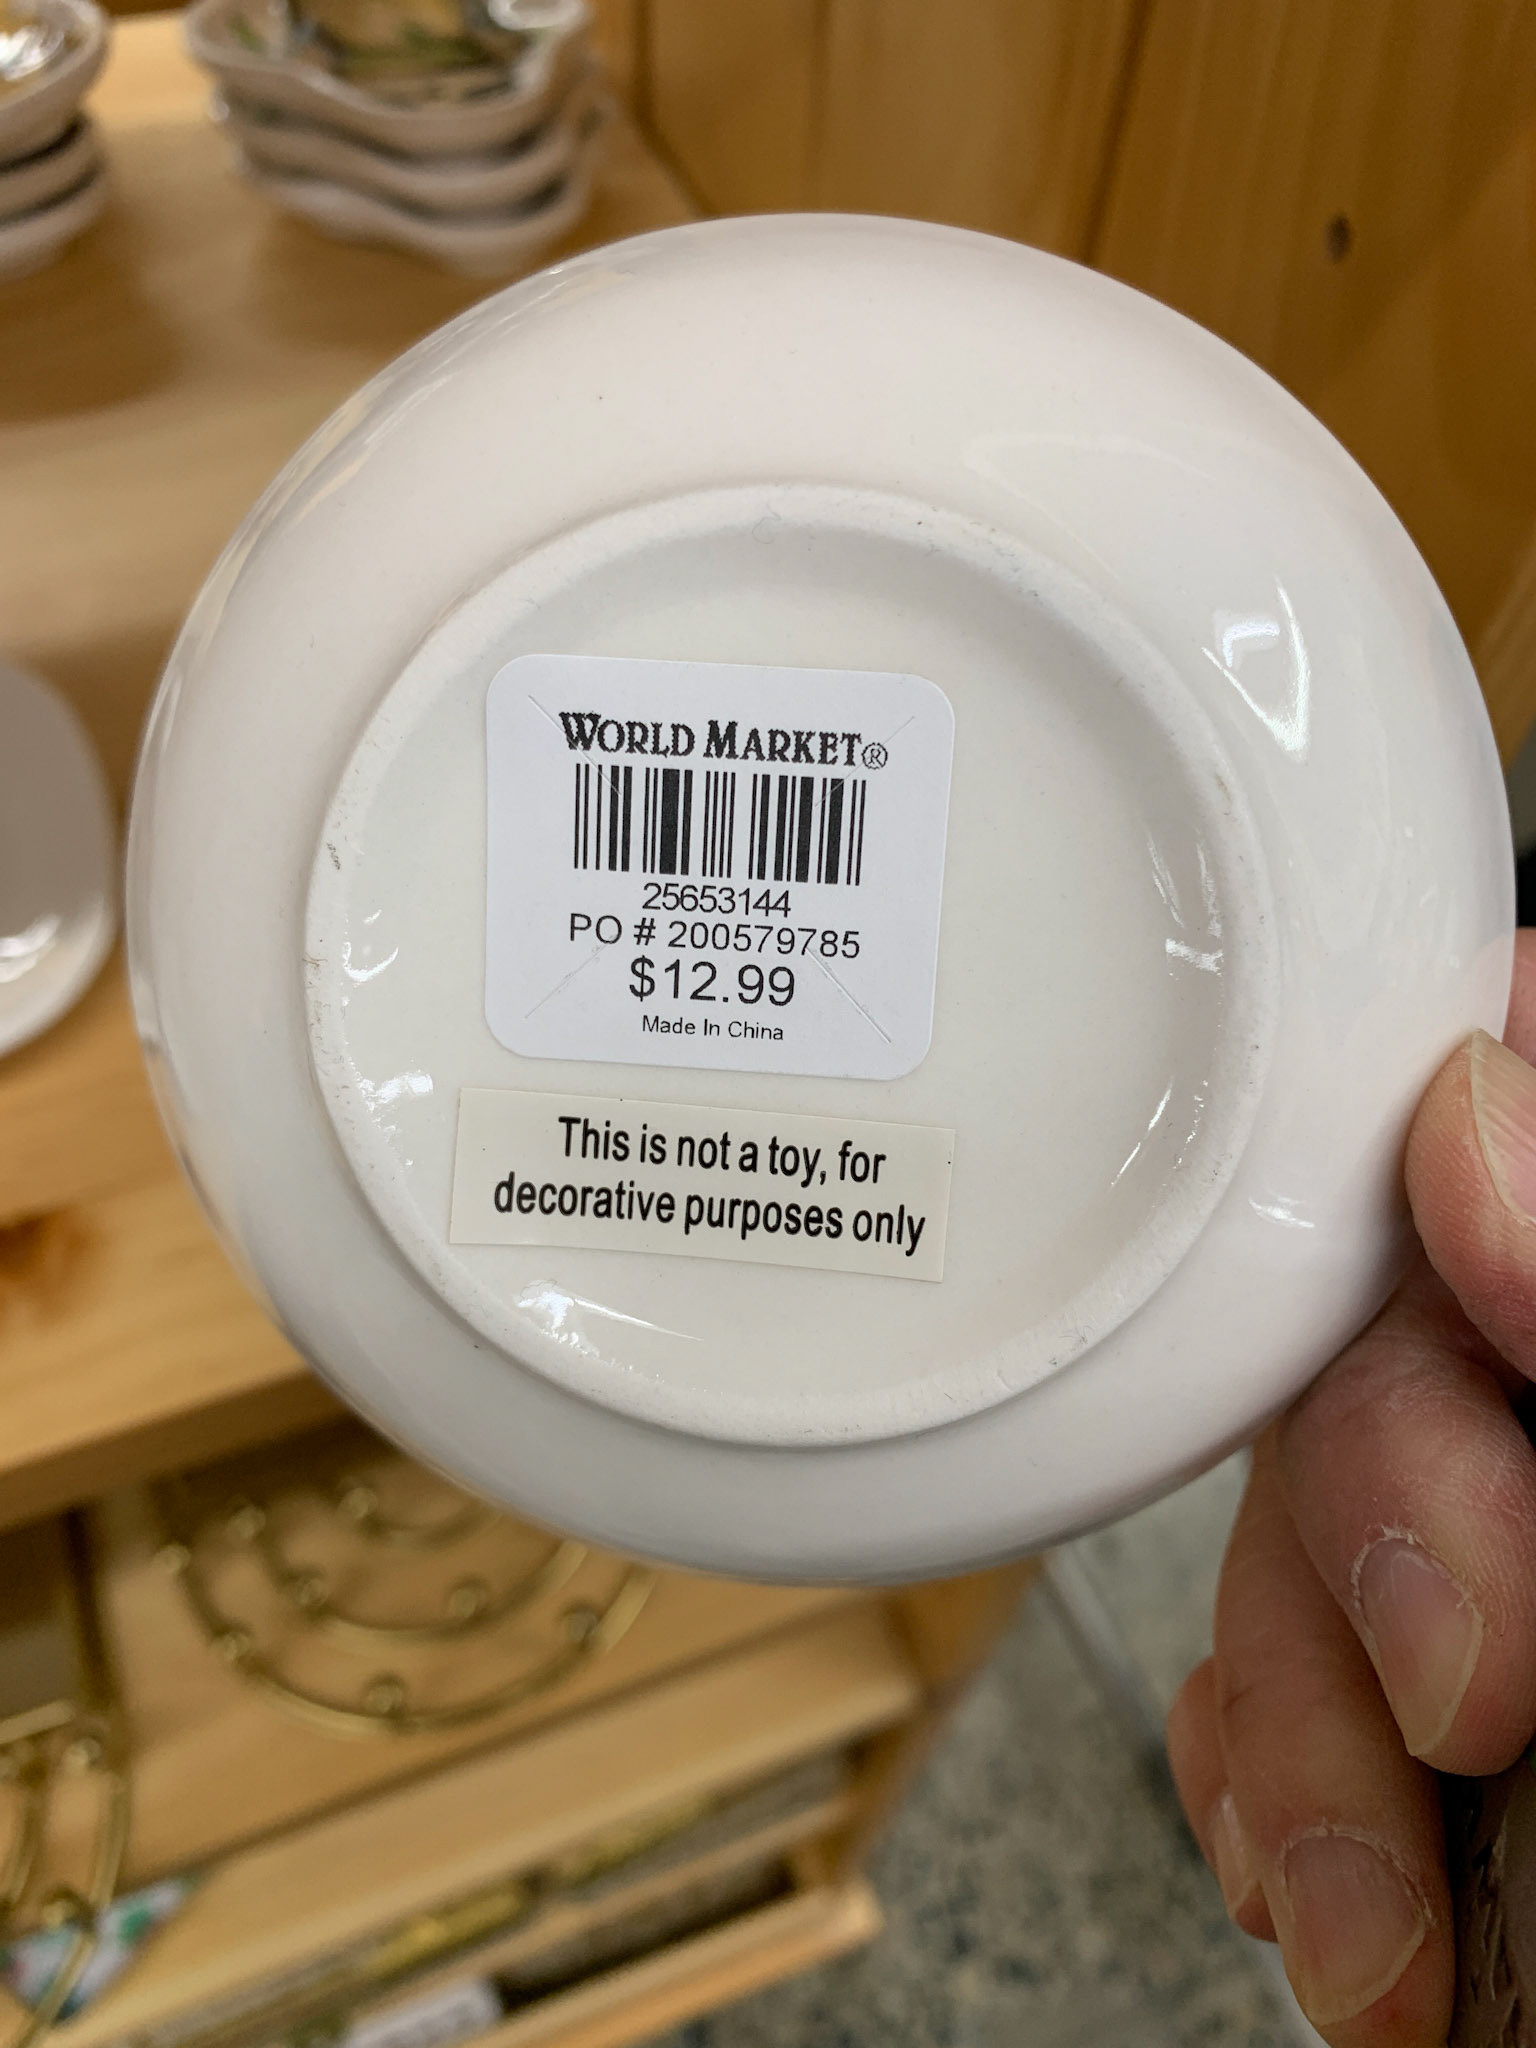 WORLD MARKET®
25653144
PO # 200579785
$12.99
Made In China
This is not a toy, for
decorative purposes only